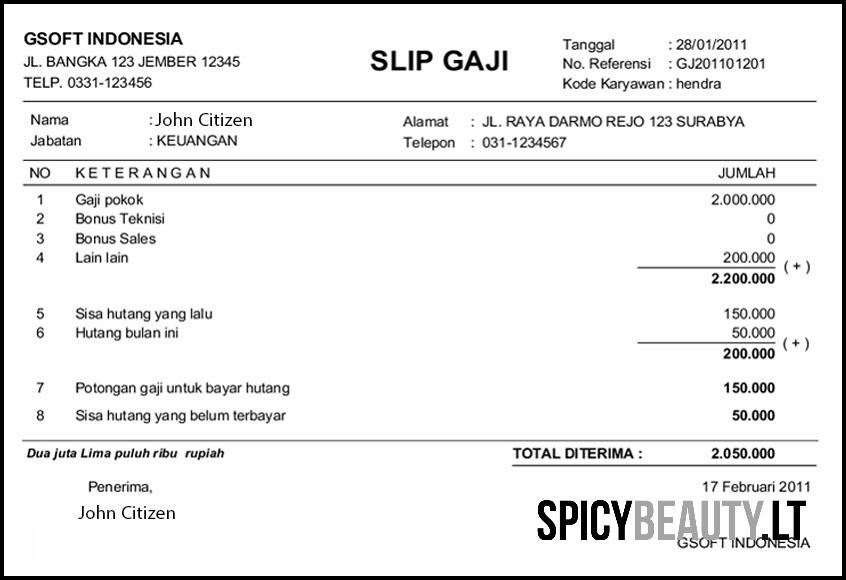 GSOFT INDONESIA
JL. BANGKA 123 JEMBER 12345
TELP. 0331-123456
SLIP GAJI
Tanggal : 28/01/2011
No. Referensi : GJ201101201
Kode Karyawan : hendra
Nama : John Citizen
Jabatan : KEUANGAN
Alamat : JL. RAYA DARMO REJO 123 SURABYA
Telepon : 031-1234567
NO KETERANGAN JUMLAH
1 Gaji pokok 2.000.000
2 Bonus Teknisi 0
3 Bonus Sales 0
4 Lain lain 200.000 (+)
2.200.000
5 Sisa hutang yang lalu 150.000
6 Hutang bulan ini 50.000 (+)
200.000
7 Potongan gaji untuk bayar hutang 150.000
8 Sisa hutang yang belum terbayar 50.000
Dua juta Lima puluh ribu rupiah TOTAL DITERIMA : 2.050.000
Penerima, 17 Februari 2011
John Citizen
SPICYBEAUTY.LT
GSOFT INDONESIA